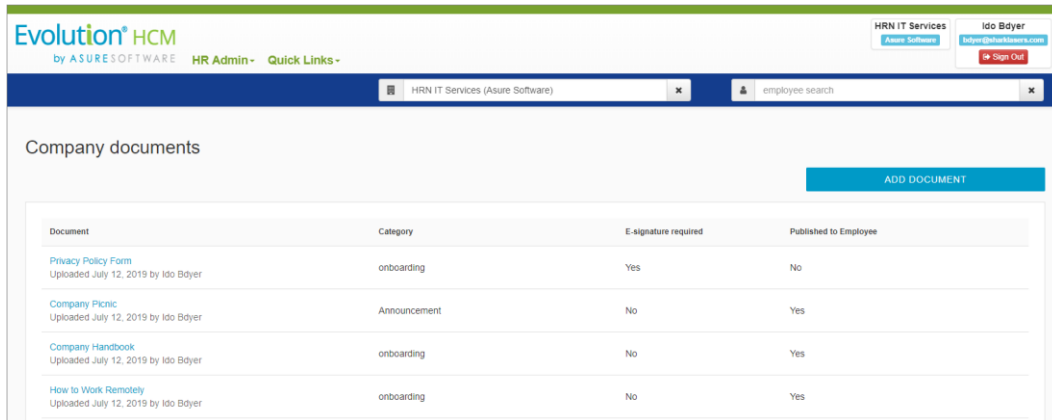 Evolution® HCM
by ASURESOFTWARE
HR Admin
Quick Links
HRN IT Services
Asure Software
Ido Bdyer
bdyer@sharklasers.com
Sign Out
HRN IT Services (Asure Software)
employee search
Company documents
ADD DOCUMENT
Document Category E-signature required Published to Employee
Privacy Policy Form
Uploaded July 12, 2019 by Ido Bdyer
onboarding Yes No
Company Picnic
Uploaded July 12, 2019 by Ido Bdyer
Announcement No Yes
Company Handbook
Uploaded July 12, 2019 by Ido Bdyer
onboarding No Yes
How to Work Remotely
Uploaded July 12, 2019 by Ido Bdyer
onboarding No Yes